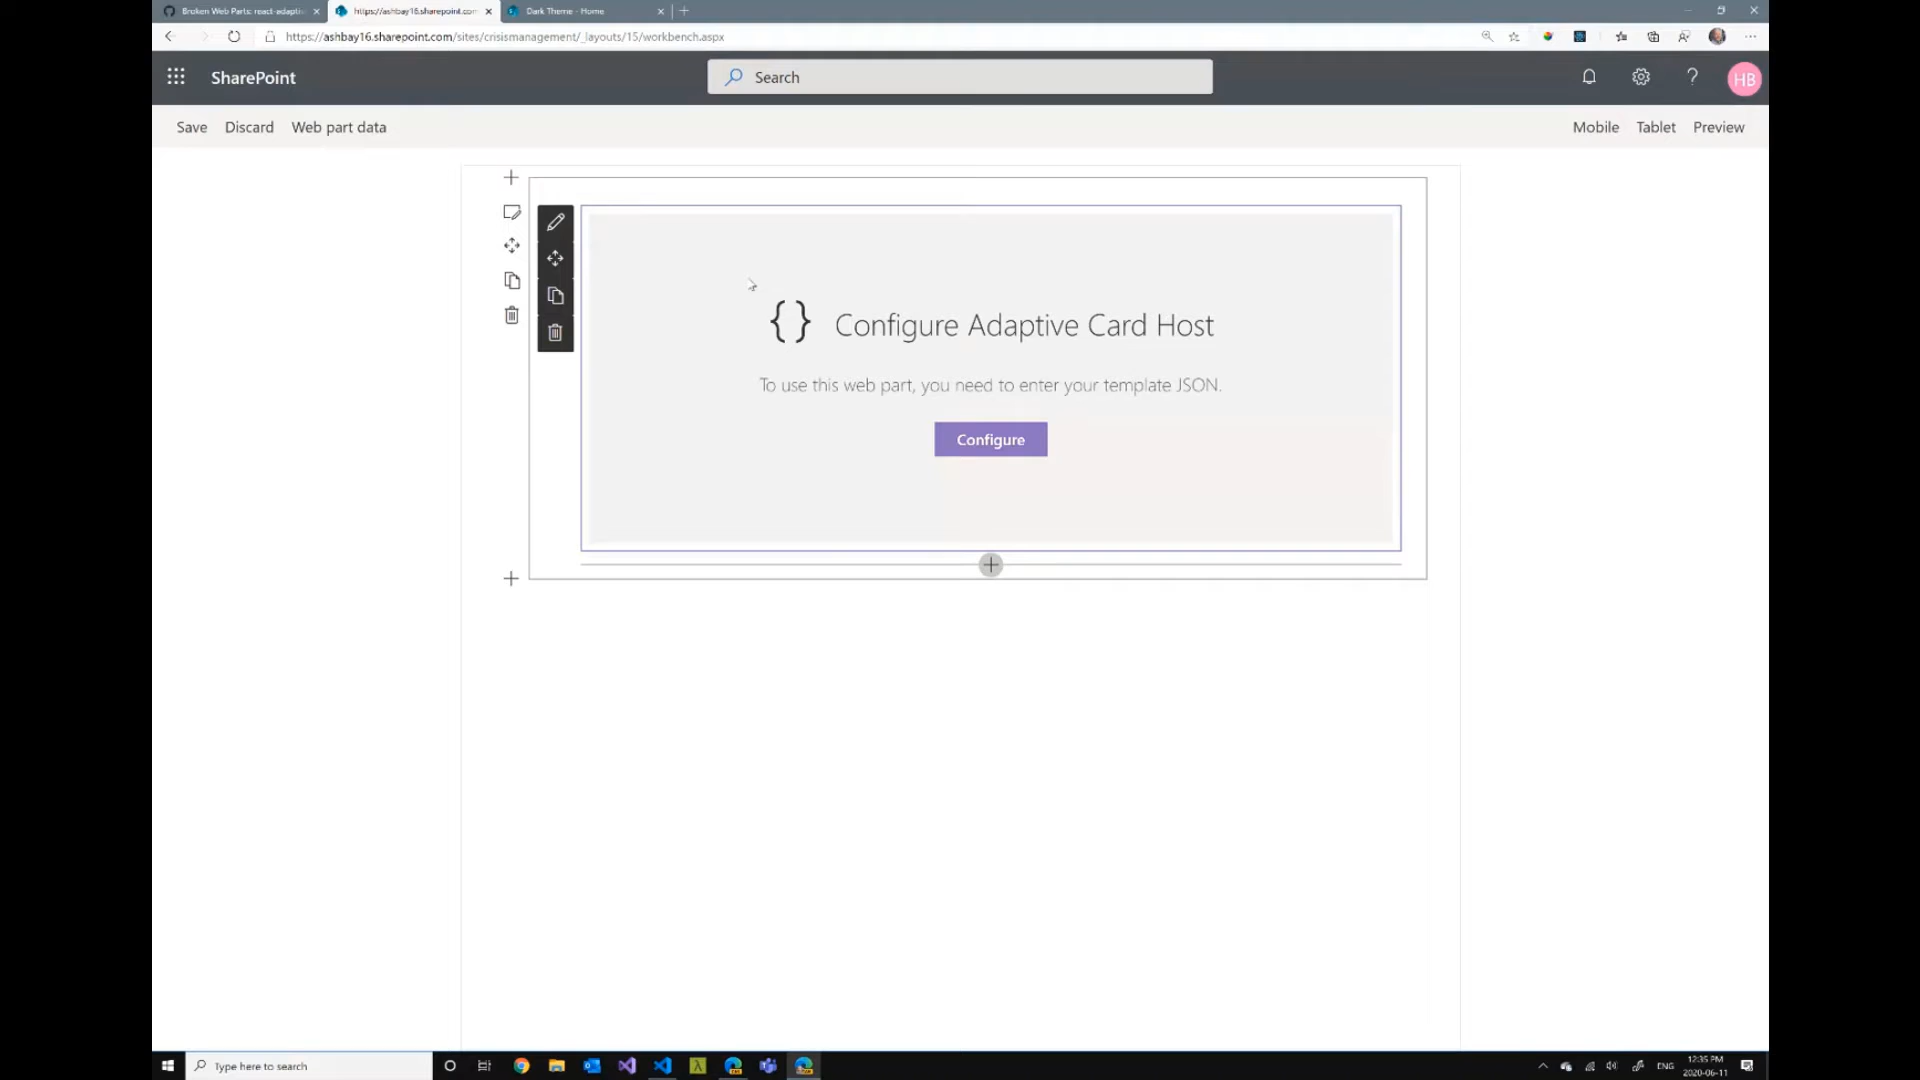 Broken Web Parts: react-adaptiv
https://ashbay16.sharepoint.com
Dark Theme - Home
https://ashbay16.sharepoint.com/sites/crisismanagement/_layouts/15/workbench.aspx
SharePoint
Search
HB
Save Discard Web part data
Mobile Tablet Preview
{ } Configure Adaptive Card Host
To use this web part, you need to enter your template JSON.
Configure
Type here to search
ENG
12:35 PM
2020-06-11